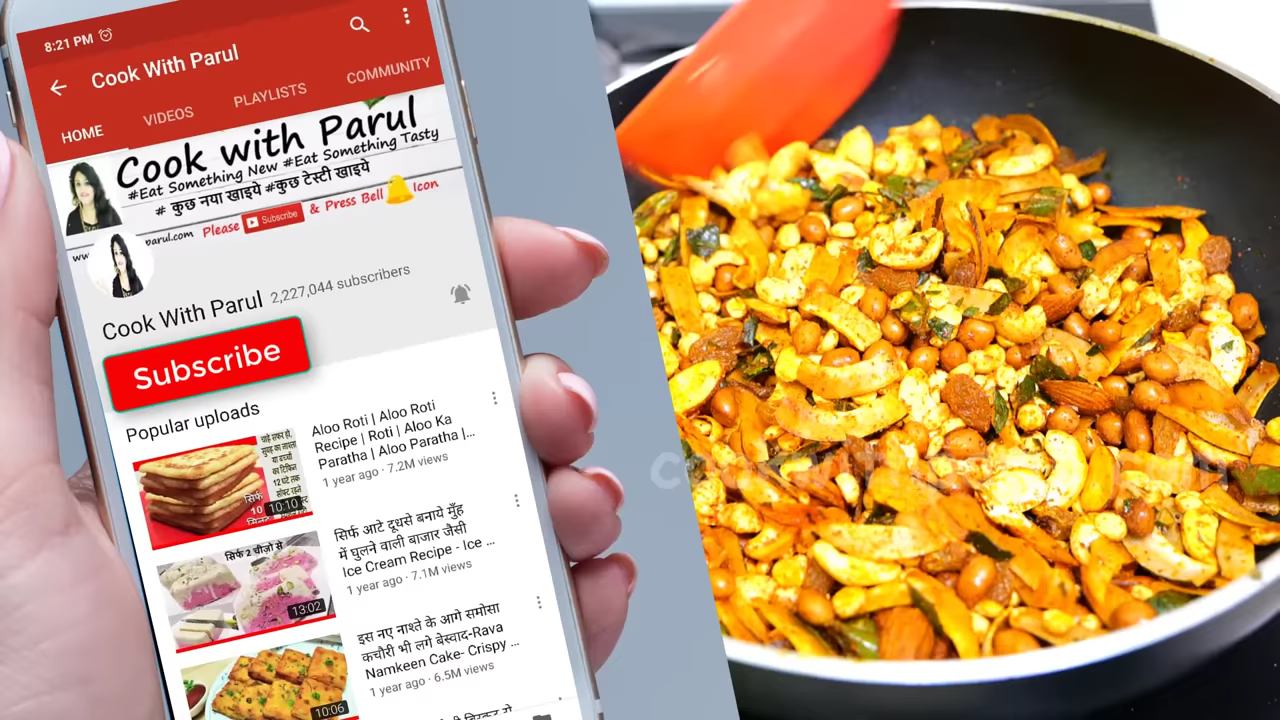 8:21 PM
Cook With Parul
HOME VIDEOS PLAYLISTS COMMUNITY
Cook with Parul
#Eat Something New #Eat Something Tasty
# कुछ नया खाइये #कुछ टेस्टी खाइये
Please Subscribe & Press Bell Icon
parul.com
Cook With Parul 2,227,044 subscribers
Subscribe
Popular uploads
Aloo Roti | Aloo Roti
Recipe | Roti | Aloo Ka
Paratha | Aloo Paratha |...
1 year ago · 7.2M views
सिर्फ
10
10:10
सिर्फ आटे दूधसे बनाये मुँह
में घुलने वाली बाजार जैसी
Ice Cream Recipe - Ice ...
1 year ago · 7.1M views
सिर्फ 2 चीज़ों से
13:02
इस नए नाश्ते के आगे समोसा
कचौरी भी लगे बेस्वाद-Rava
Namkeen Cake- Crispy ...
1 year ago · 6.5M views
10:06